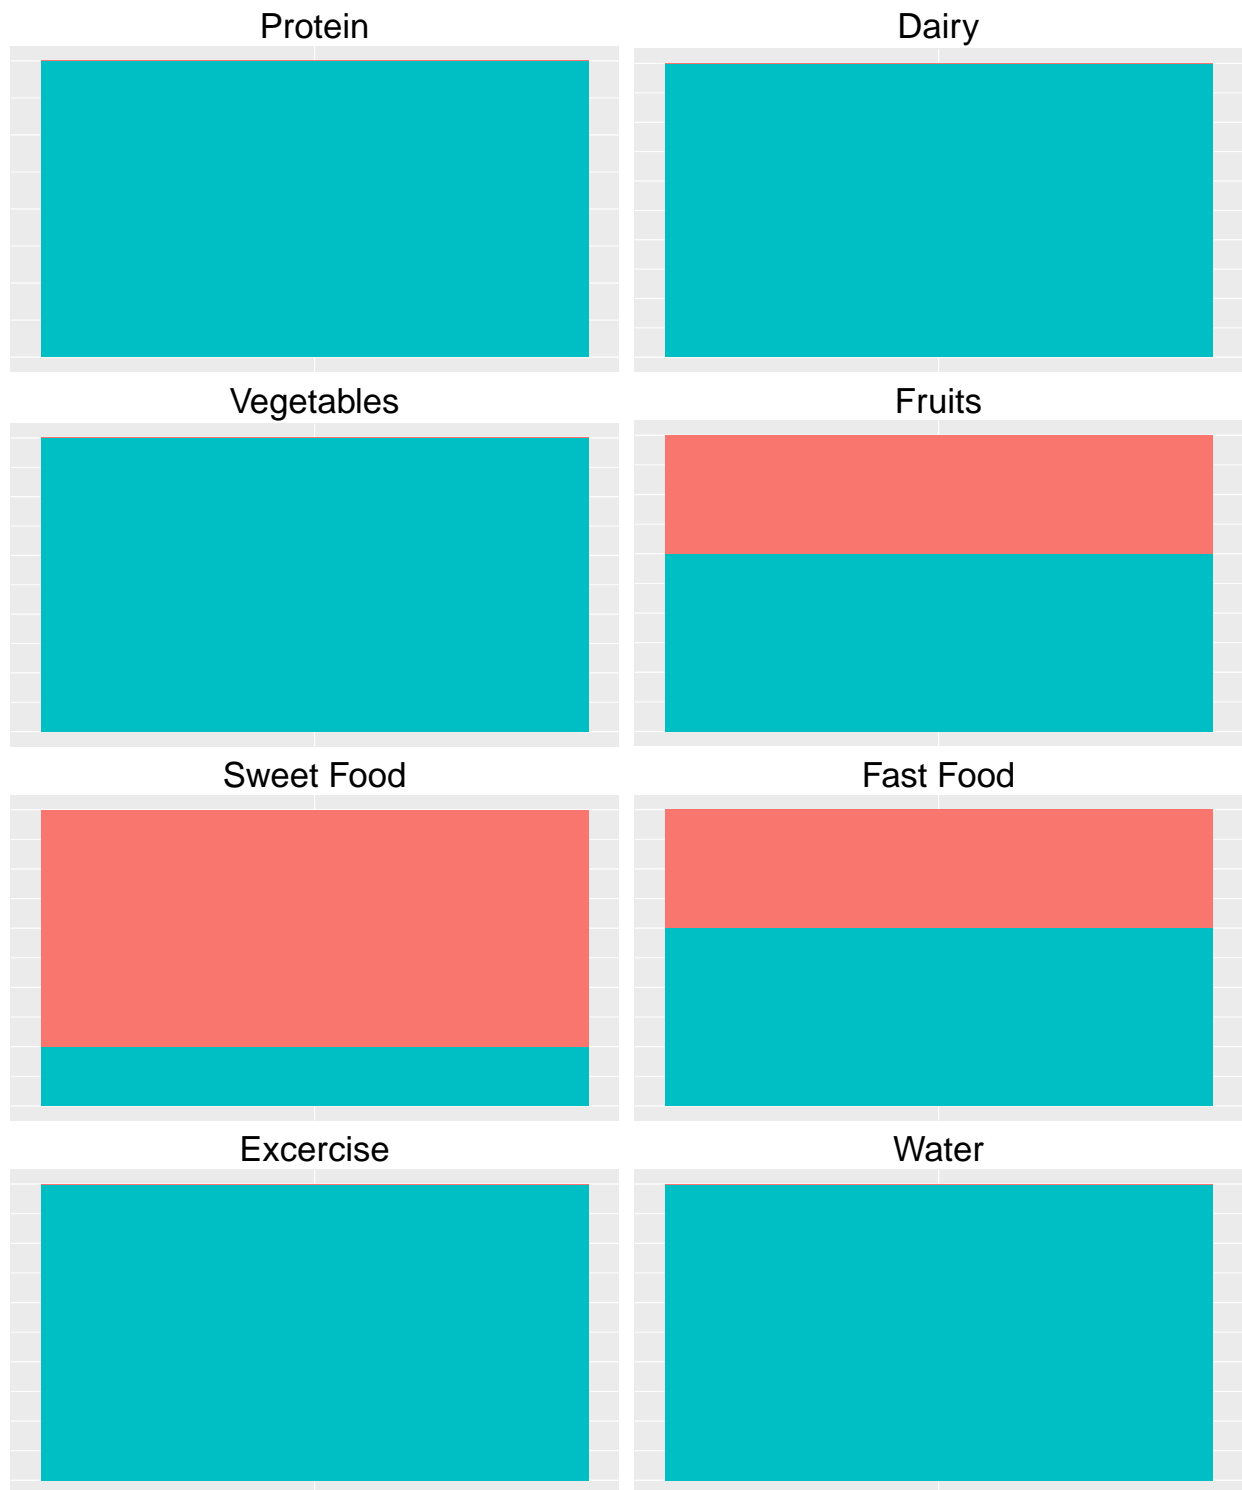 Protein
Dairy
Vegetables
Fruits
Sweet Food
Fast Food
Excercise
Water